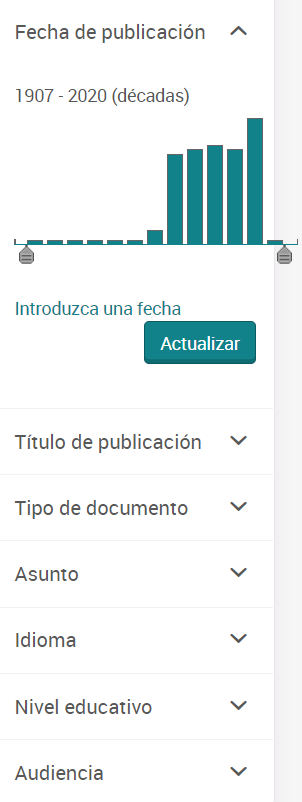 Fecha de publicación
1907 - 2020 (décadas)
Introduzca una fecha
Actualizar
Título de publicación
Tipo de documento
Asunto
Idioma
Nivel educativo
Audiencia